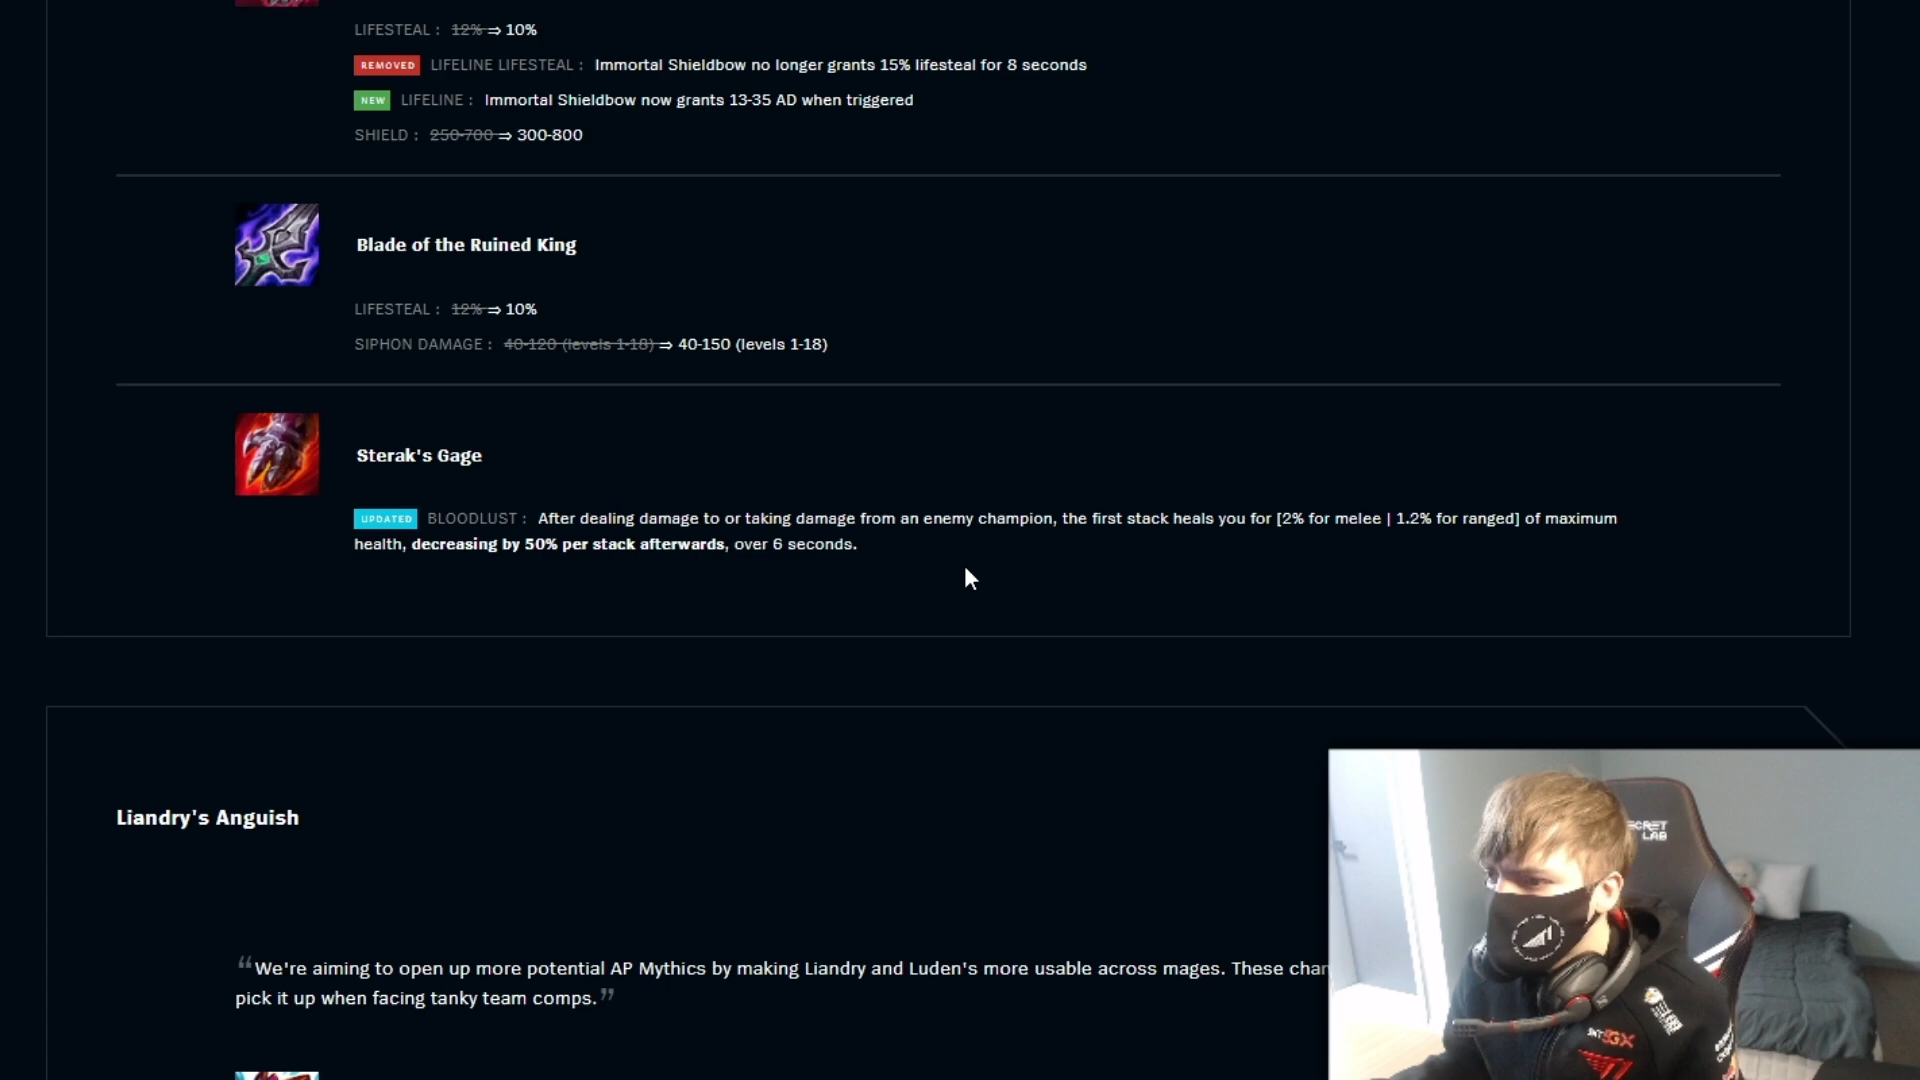 LIFESTEAL : 12% ⇒ 10%
REMOVED LIFELINE LIFESTEAL : Immortal Shieldbow no longer grants 15% lifesteal for 8 seconds
NEW LIFELINE : Immortal Shieldbow now grants 13-35 AD when triggered
SHIELD : 250-700 ⇒ 300-800
Blade of the Ruined King
LIFESTEAL : 12% ⇒ 10%
SIPHON DAMAGE : 40-120 (levels 1-18) ⇒ 40-150 (levels 1-18)
Sterak's Gage
UPDATED BLOODLUST : After dealing damage to or taking damage from an enemy champion, the first stack heals you for [2% for melee | 1.2% for ranged] of maximum
health, decreasing by 50% per stack afterwards, over 6 seconds.
Liandry's Anguish
“We're aiming to open up more potential AP Mythics by making Liandry and Luden's more usable across mages. These char
pick it up when facing tanky team comps.”
ECRET
LAB
T1